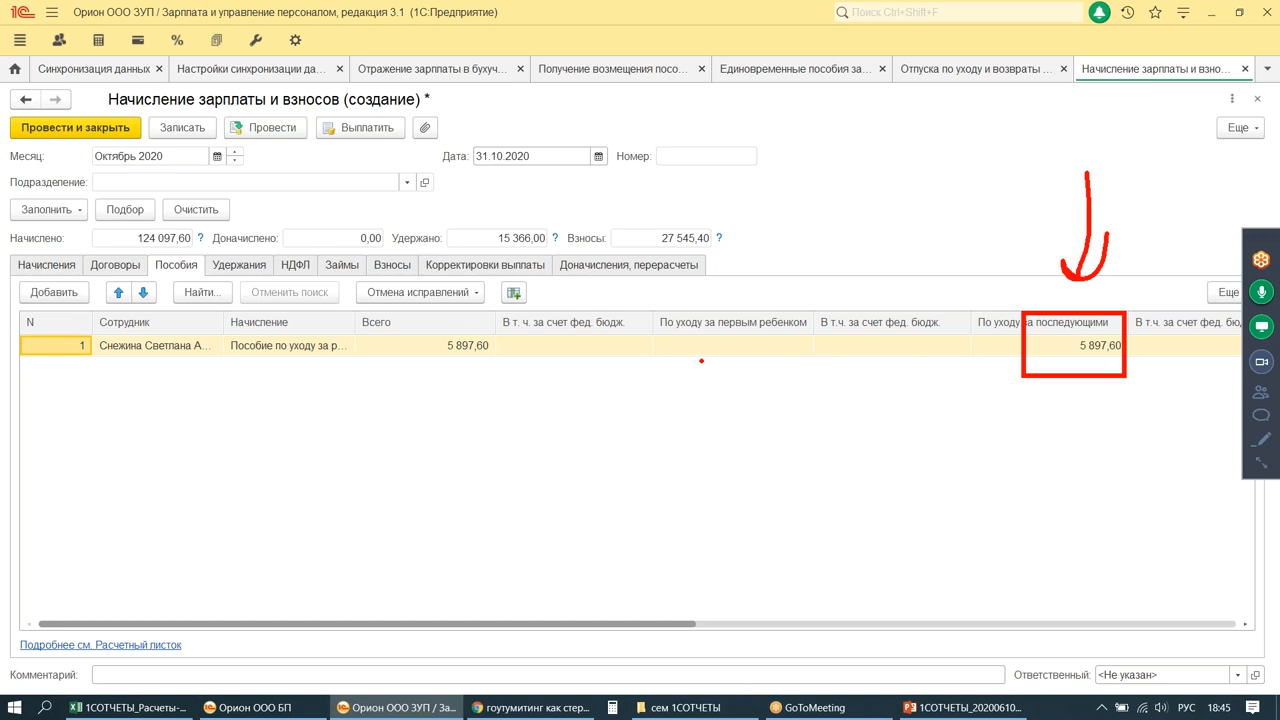 1С Орион ООО ЗУП / Зарплата и управление персоналом, редакция 3.1 (1С:Предприятие) Поиск Ctrl+Shift+F
Синхронизация данных Настройки синхронизации да... Отражение зарплаты в бухуч... Получение возмещения посо... Единовременные пособия за... Отпуска по уходу и возвраты ... Начисление зарплаты и взно...
Начисление зарплаты и взносов (создание) *
Провести и закрыть Записать Провести Выплатить Еще
Месяц: Октябрь 2020 Дата: 31.10.2020 Номер:
Подразделение:
Заполнить Подбор Очистить
Начислено: 124 097,60 ? Доначислено: 0,00 Удержано: 15 366,00 ? Взносы: 27 545,40 ?
Начисления Договоры Пособия Удержания НДФЛ Займы Взносы Корректировки выплаты Доначисления, перерасчеты
Добавить Найти... Отменить поиск Отмена исправлений Еще
N Сотрудник Начисление Всего В т.ч. за счет фед. бюдж. По уходу за первым ребенком В т.ч. за счет фед. бюдж. По уходу за последующими В т.ч. за счет фед. бюд
1 Снежина Светлана А... Пособие по уходу за р... 5 897,60 5 897,60
Подробнее см. Расчетный листок
Комментарий: Ответственный: <Не указан>
1СОТЧЕТЫ_Расчеты-... Орион ООО БП Орион ООО ЗУП / За... гоутумитинг как стер... сем 1СОТЧЕТЫ GoToMeeting 1СОТЧЕТЫ_20200610... РУС 18:45